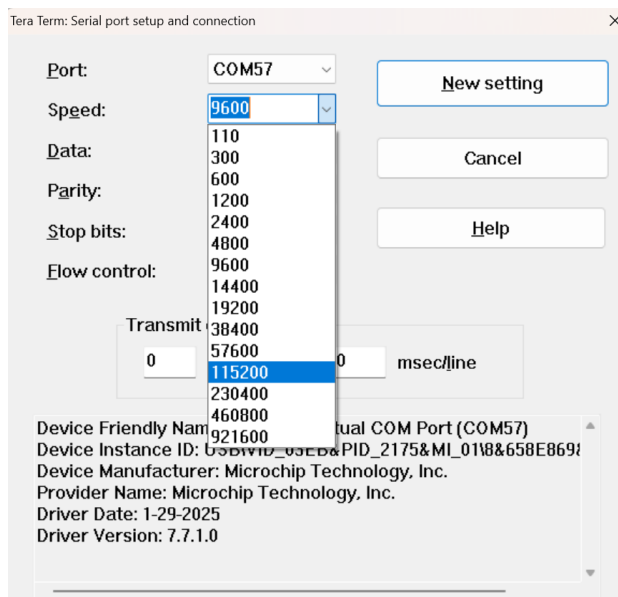 Tera Term: Serial port setup and connection
Port: COM57
New setting
Speed: 9600
110
Data: 300
Cancel
600
Parity: 1200
2400
Stop bits: 4800
Help
9600
Flow control: 14400
19200
Transmit 38400
57600
0 0 msec/line
115200
230400
460800
921600
Device Friendly COM Port (COM57)
Device Instance ID:
Device Manufacturer: Microchip Technology, Inc.
Provider Name: Microchip Technology, Inc.
Driver Date: 1-29-2025
Driver Version: 7.7.1.0